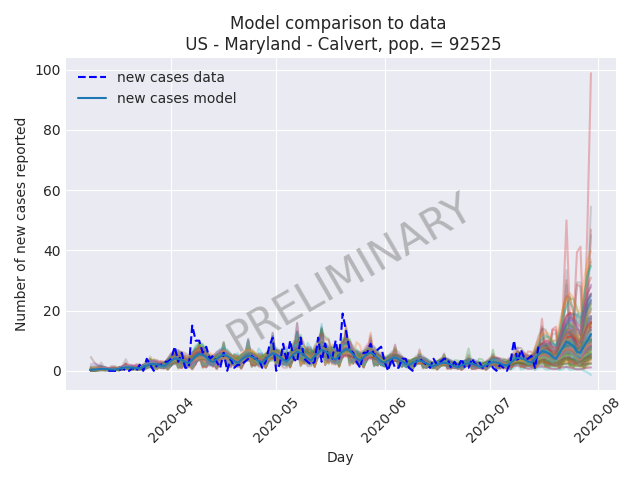 Model comparison to data
US - Maryland - Calvert, pop. = 92525
new cases data
new cases model
PRELIMINARY
Number of new cases reported
100
80
60
40
20
0
2020-04
2020-05
2020-06
2020-07
2020-08
Day